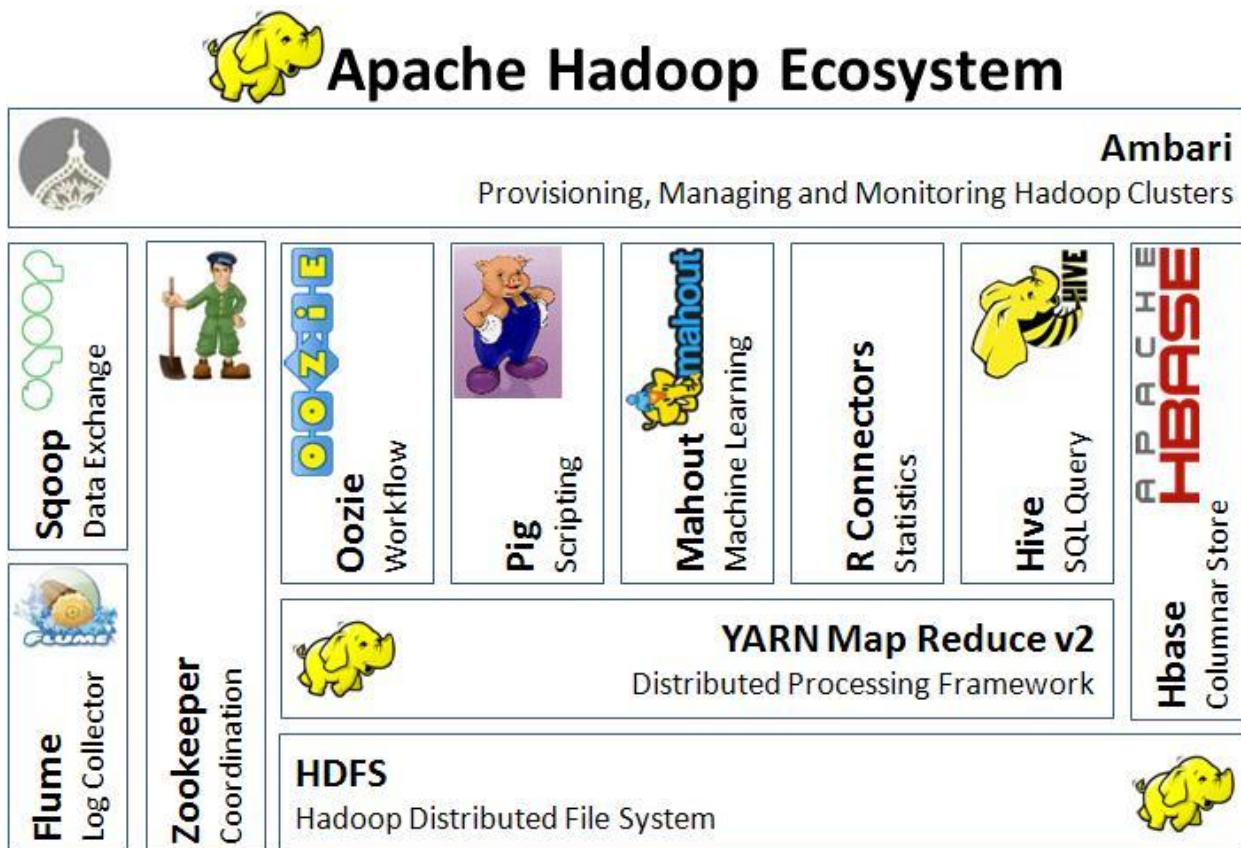 Apache Hadoop Ecosystem
Ambari
Provisioning, Managing and Monitoring Hadoop Clusters
sqoop
Sqoop
Data Exchange
FLUME
Flume
Log Collector
Zookeeper
Coordination
OOZiE
Oozie
Workflow
Pig
Scripting
mahout
Mahout
Machine Learning
R Connectors
Statistics
HIVE
Hive
SQL Query
APACHE
HBASE
Hbase
Columnar Store
YARN Map Reduce v2
Distributed Processing Framework
HDFS
Hadoop Distributed File System